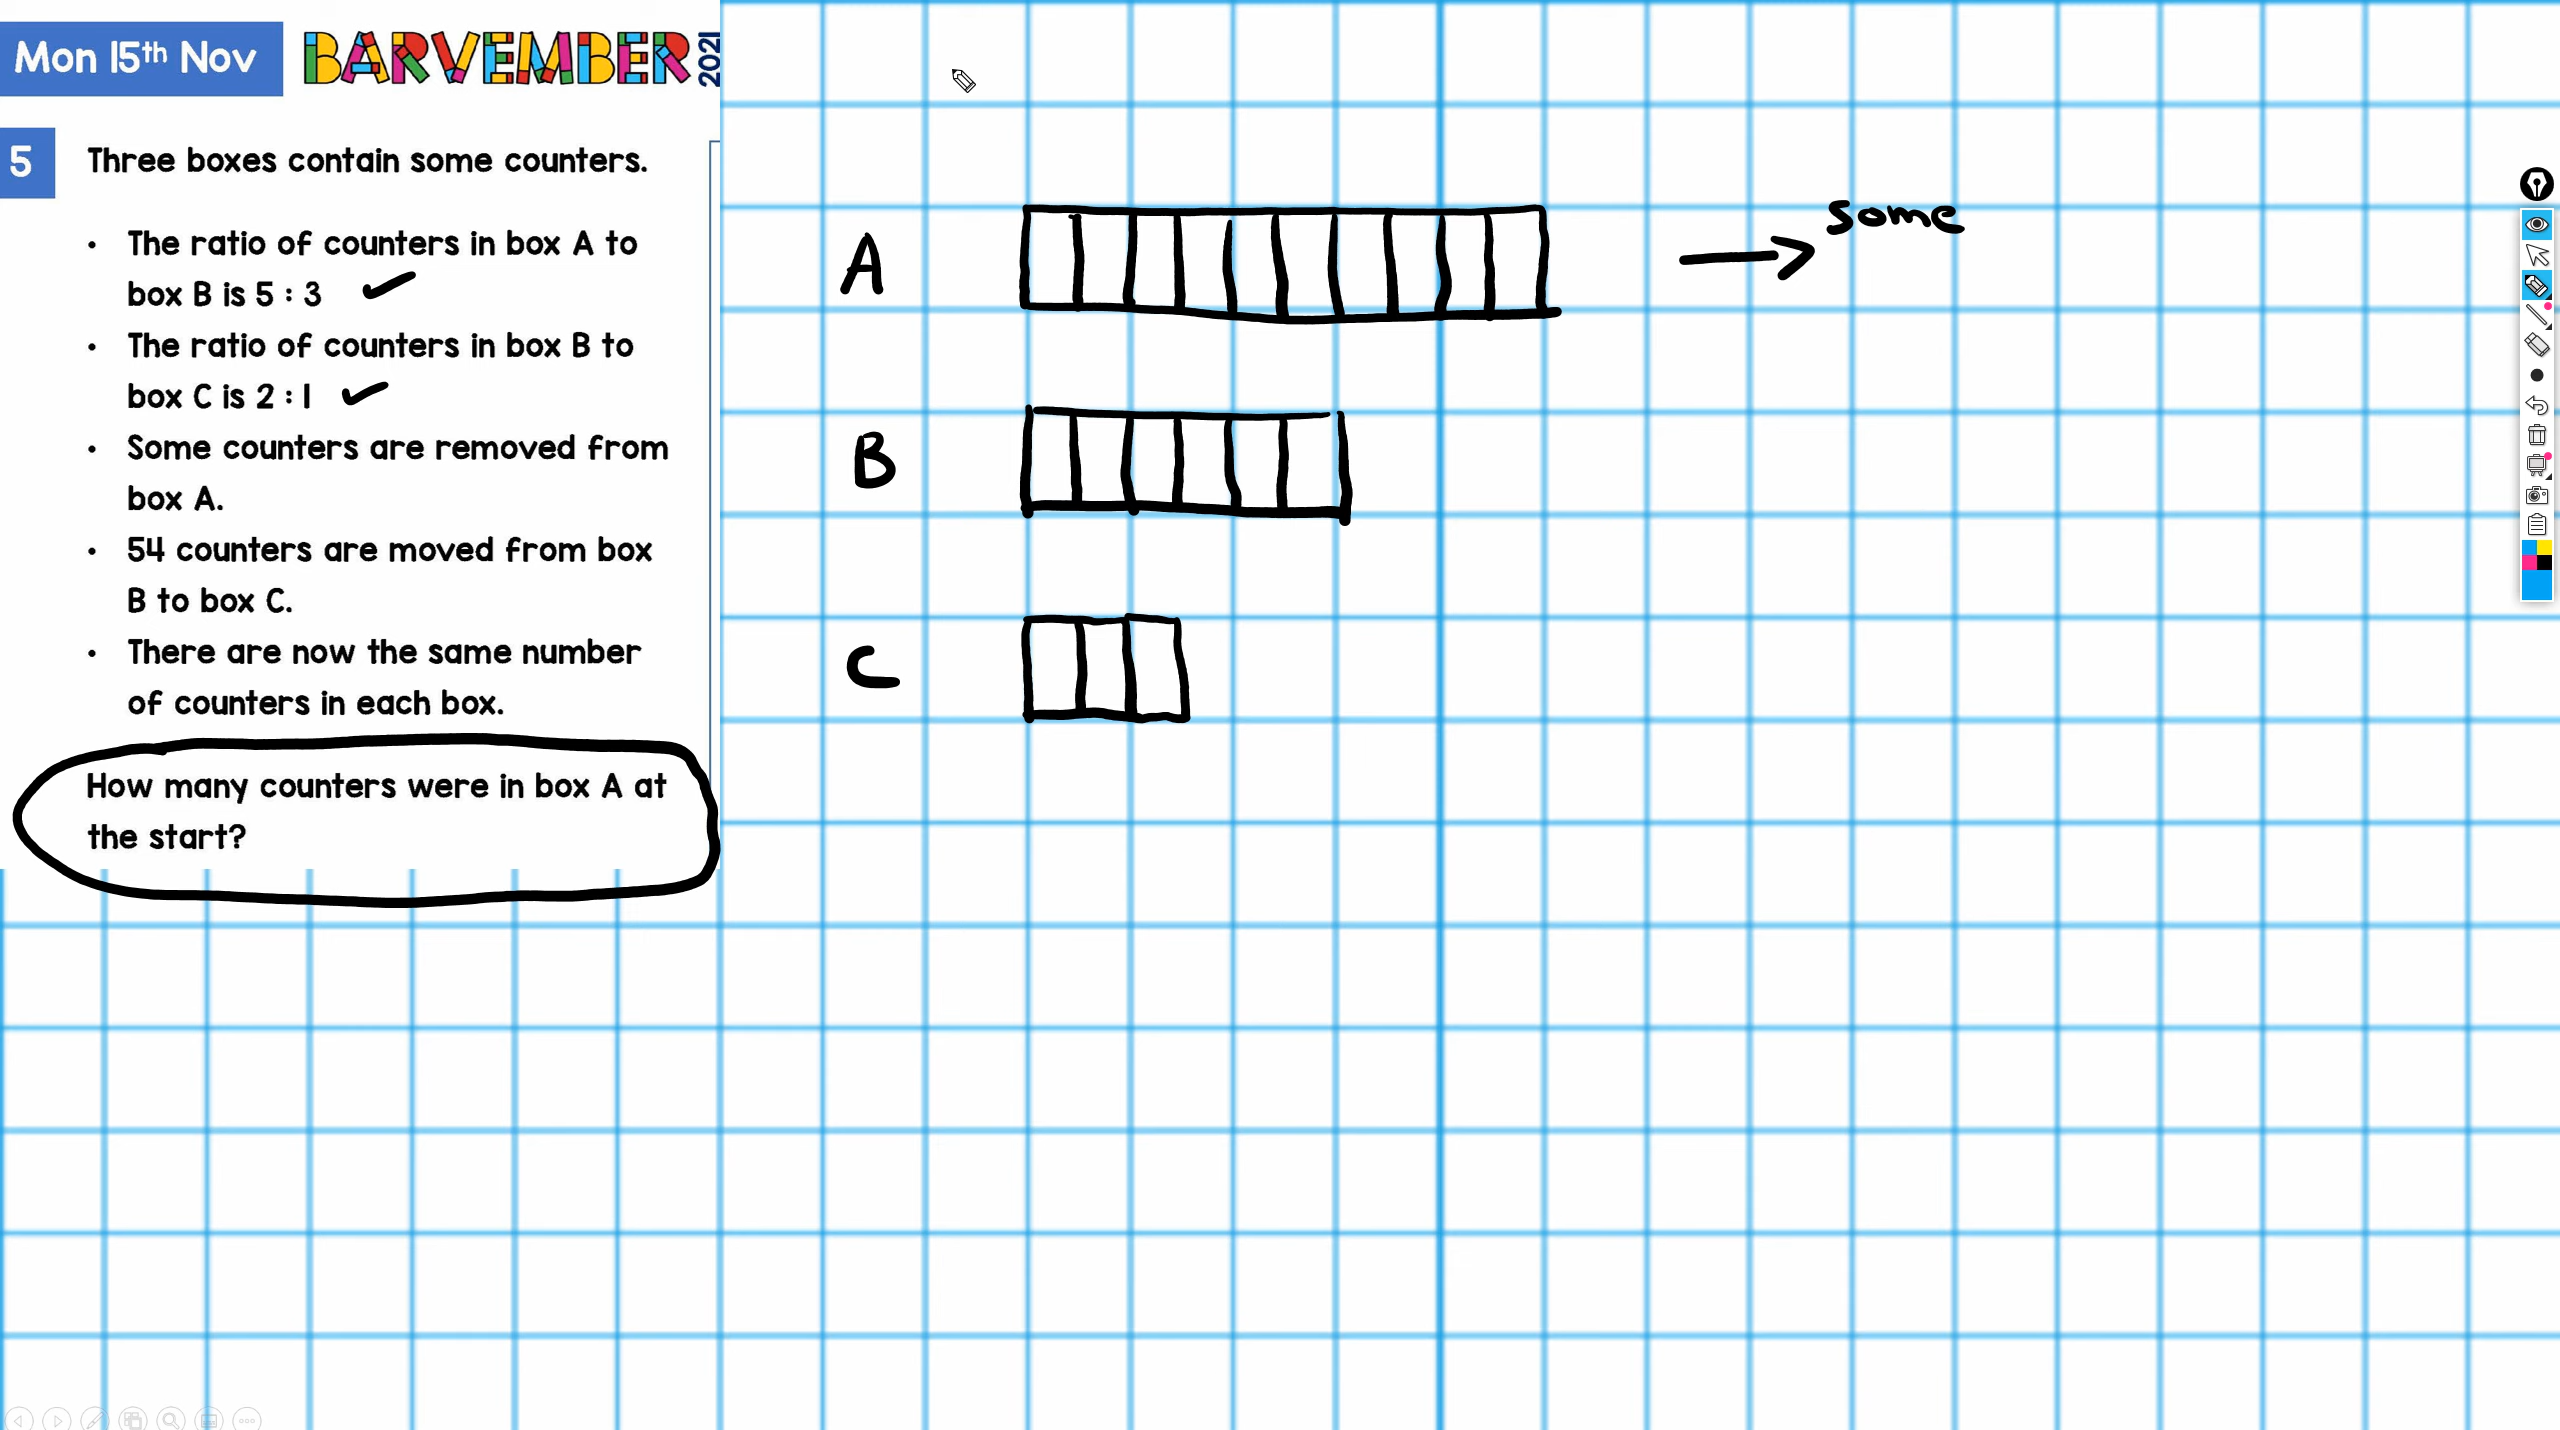 Mon 15th Nov
BARVEMBER 2021
5
Three boxes contain some counters.
• The ratio of counters in box A to
box B is 5 : 3
• The ratio of counters in box B to
box C is 2 : 1
• Some counters are removed from
box A.
• 54 counters are moved from box
B to box C.
• There are now the same number
of counters in each box.
How many counters were in box A at
the start?
A
some
B
C